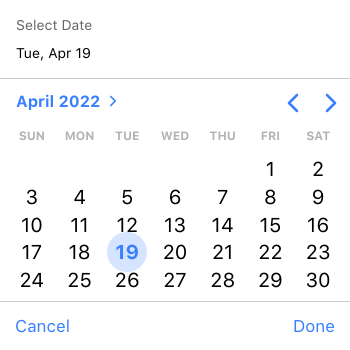 Select Date
Tue, Apr 19
April 2022
SUN MON TUE WED THU FRI SAT
1 2
3 4 5 6 7 8 9
10 11 12 13 14 15 16
17 18 19 20 21 22 23
24 25 26 27 28 29 30
Cancel Done